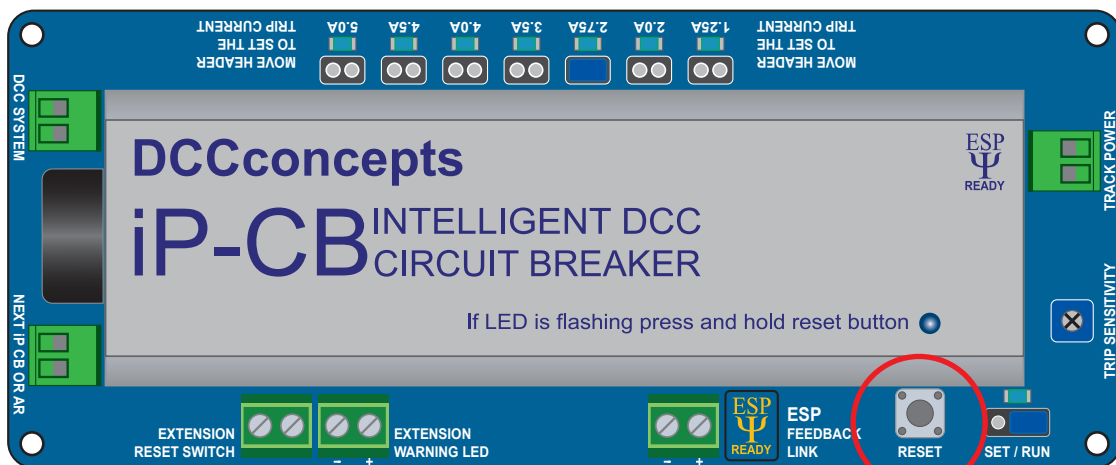 MOVE HEADER
TO SET THE
TRIP CURRENT
5.0A
4.5A
4.0A
3.5A
2.75A
2.0A
1.25A
MOVE HEADER
TO SET THE
TRIP CURRENT
DCC SYSTEM
DCCconcepts
iP-CB
INTELLIGENT DCC
CIRCUIT BREAKER
If LED is flashing press and hold reset button
ESP
Ψ
READY
TRACK POWER
TRIP SENSITIVITY
NEXT iP CB OR AR
EXTENSION
RESET SWITCH
- +
EXTENSION
WARNING LED
- +
ESP
Ψ
READY
ESP
FEEDBACK
LINK
RESET
SET / RUN